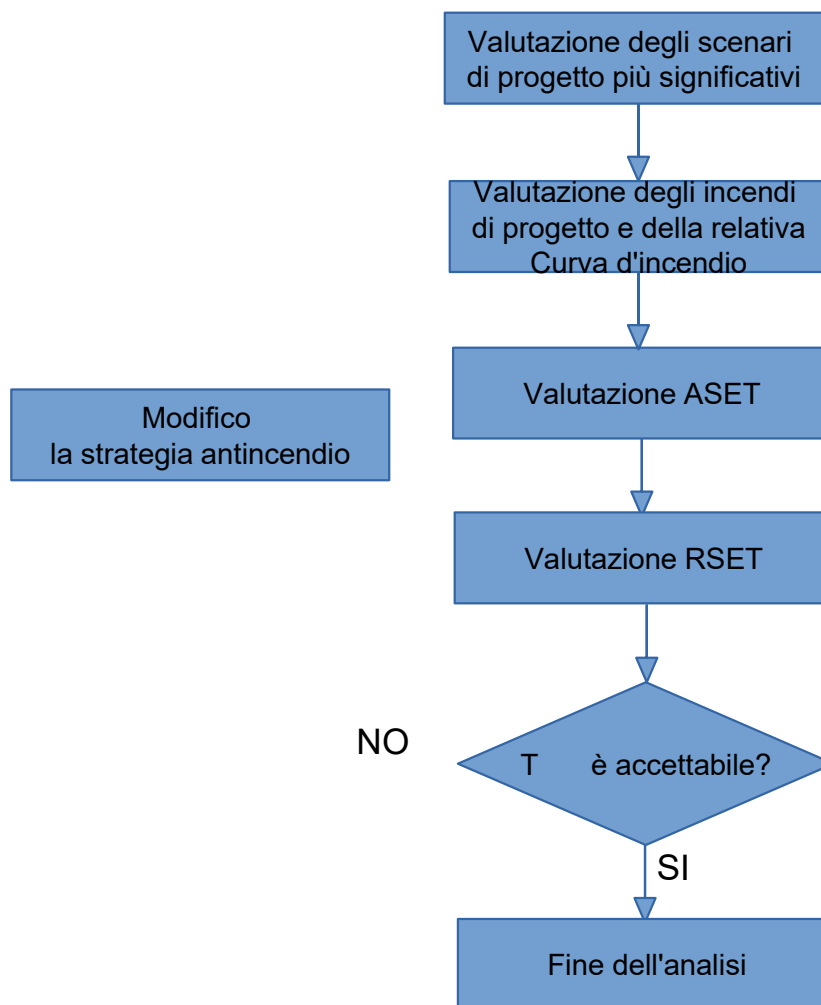 Valutazione degli scenari
di progetto più significativi
Valutazione degli incendi
di progetto e della relativa
Curva d'incendio
Valutazione ASET
Modifico
la strategia antincendio
Valutazione RSET
NO
T è accettabile?
SI
Fine dell'analisi